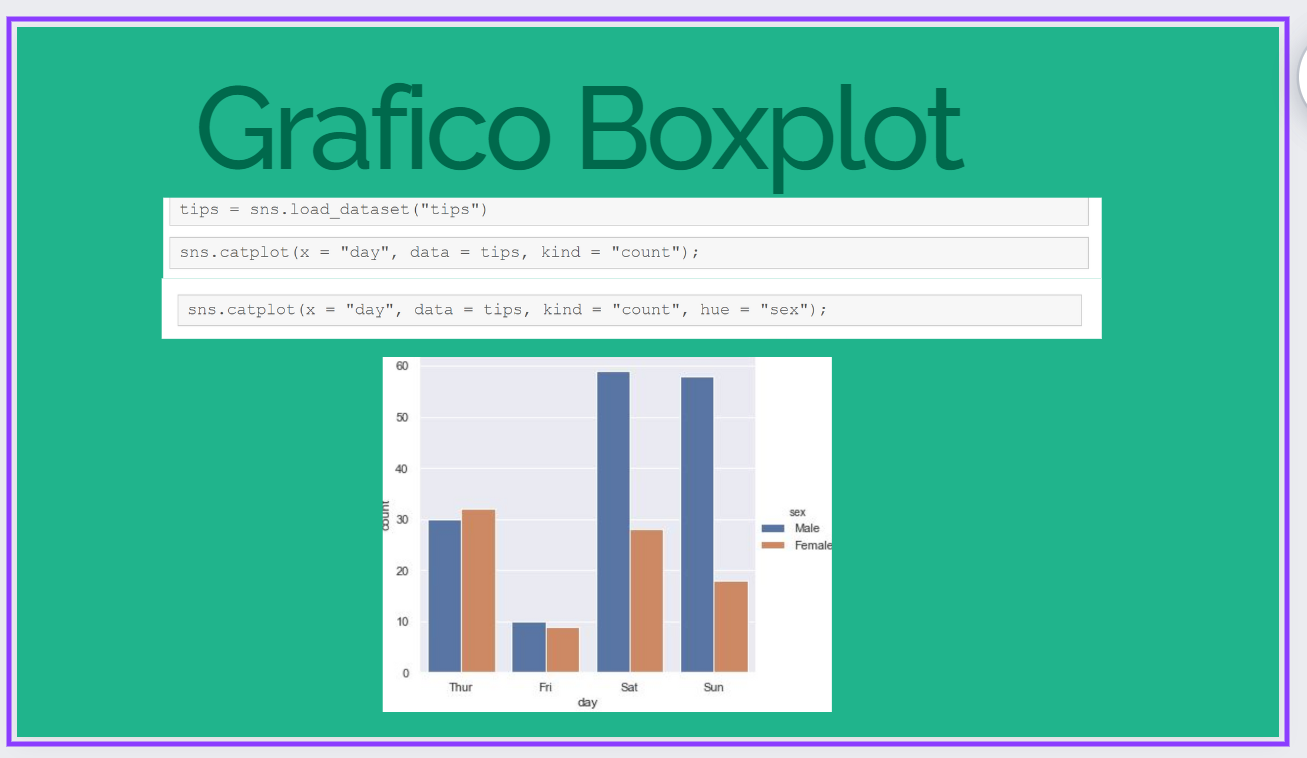 Grafico Boxplot
tips = sns.load_dataset("tips")
sns.catplot(x = "day", data = tips, kind = "count");
sns.catplot(x = "day", data = tips, kind = "count", hue = "sex");
60
50
40
30
20
10
0
count
Thur Fri Sat Sun
day
sex
Male
Female